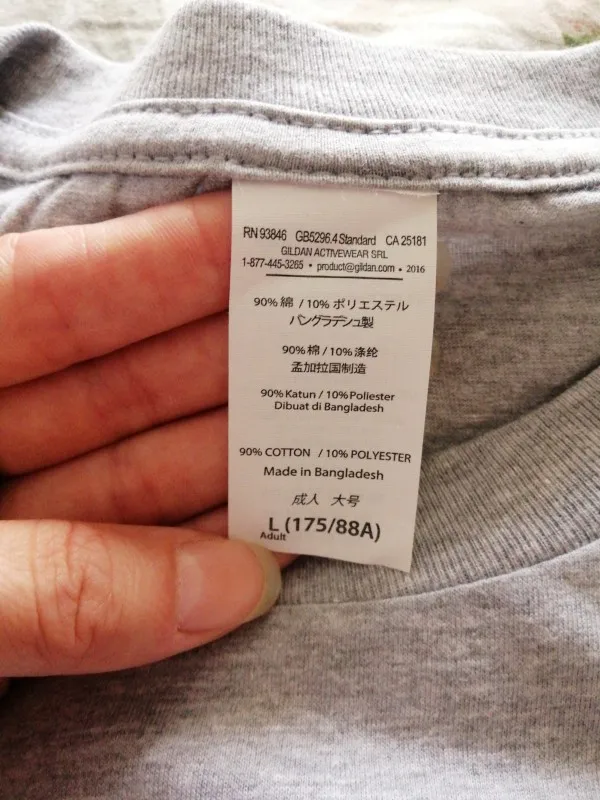 RN 93846 GB5296.4 Standard CA 25181
GILDAN ACTIVEWEAR SRL
1-877-445-3265 • product@gildan.com • 2016
90% 綿 / 10% ポリエステル
バングラデシュ製
90% 棉 / 10% 涤纶
孟加拉国制造
90% Katun / 10% Poliester
Dibuat di Bangladesh
90% COTTON / 10% POLYESTER
Made in Bangladesh
成人 大号
L (175/88A)
Adult